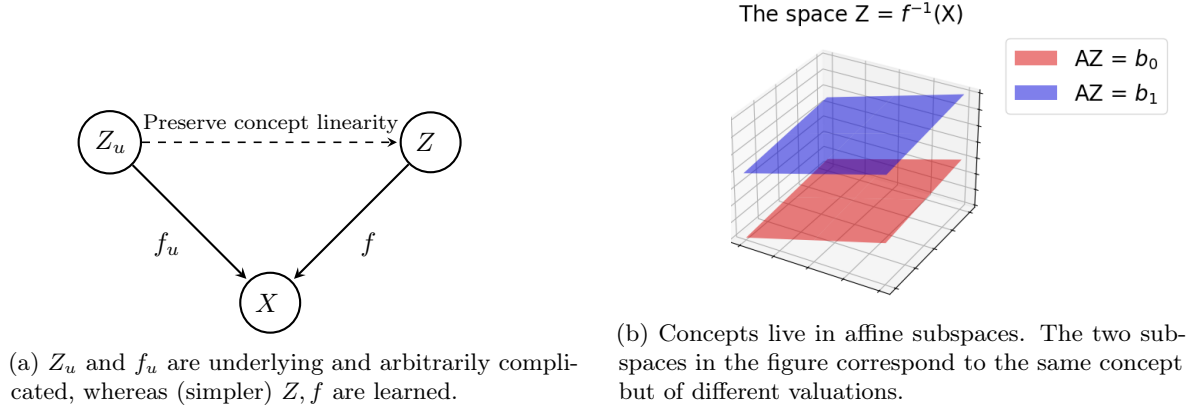 Z_u
Preserve concept linearity
Z
f_u
f
X
(a) Z_u and f_u are underlying and arbitrarily compli-
cated, whereas (simpler) Z, f are learned.
The space Z = f^{-1}(X)
AZ = b_0
AZ = b_1
(b) Concepts live in affine subspaces. The two sub-
spaces in the figure correspond to the same concept
but of different valuations.